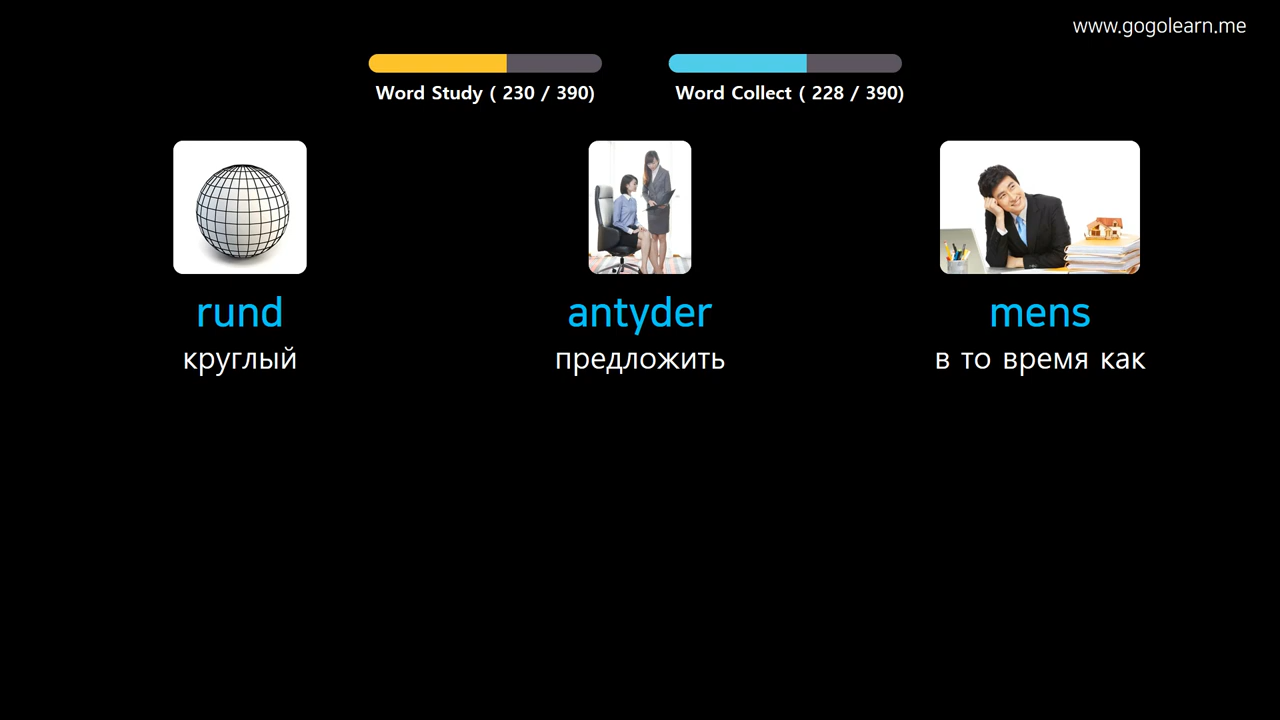 www.gogolearn.me
Word Study ( 230 / 390)
Word Collect ( 228 / 390)
rund
antyder
mens
круглый
предложить
в то время как